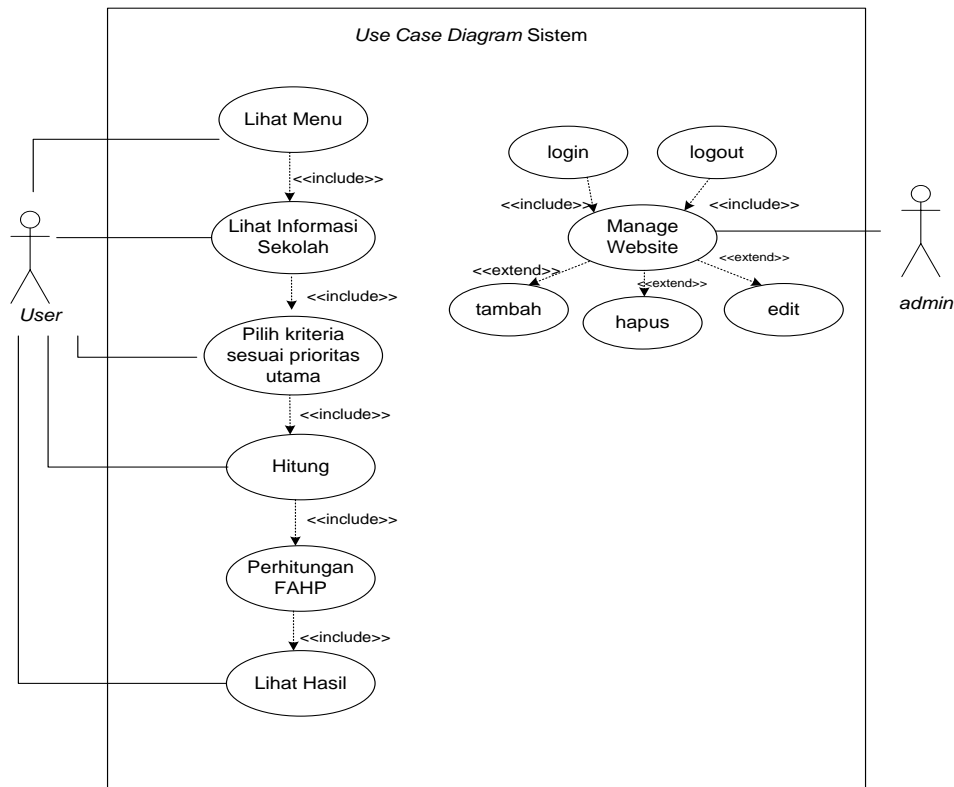 Use Case Diagram Sistem
Lihat Menu
<<include>>
Lihat Informasi
Sekolah
<<include>>
Pilih kriteria
sesuai prioritas
utama
<<include>>
Hitung
<<include>>
Perhitungan
FAHP
<<include>>
Lihat Hasil
User
login
logout
<<include>>
<<include>>
Manage
Website
<<extend>>
<<extend>>
<<extend>>
tambah
hapus
edit
admin